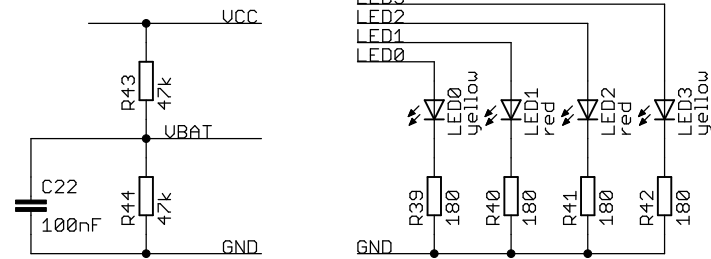 VCC
R43
47k
VBAT
C22
100nF
R44
47k
GND
LED3
LED2
LED1
LED0
LED0
yellow
LED1
red
LED2
red
LED3
yellow
R39
180
R40
180
R41
180
R42
180
GND